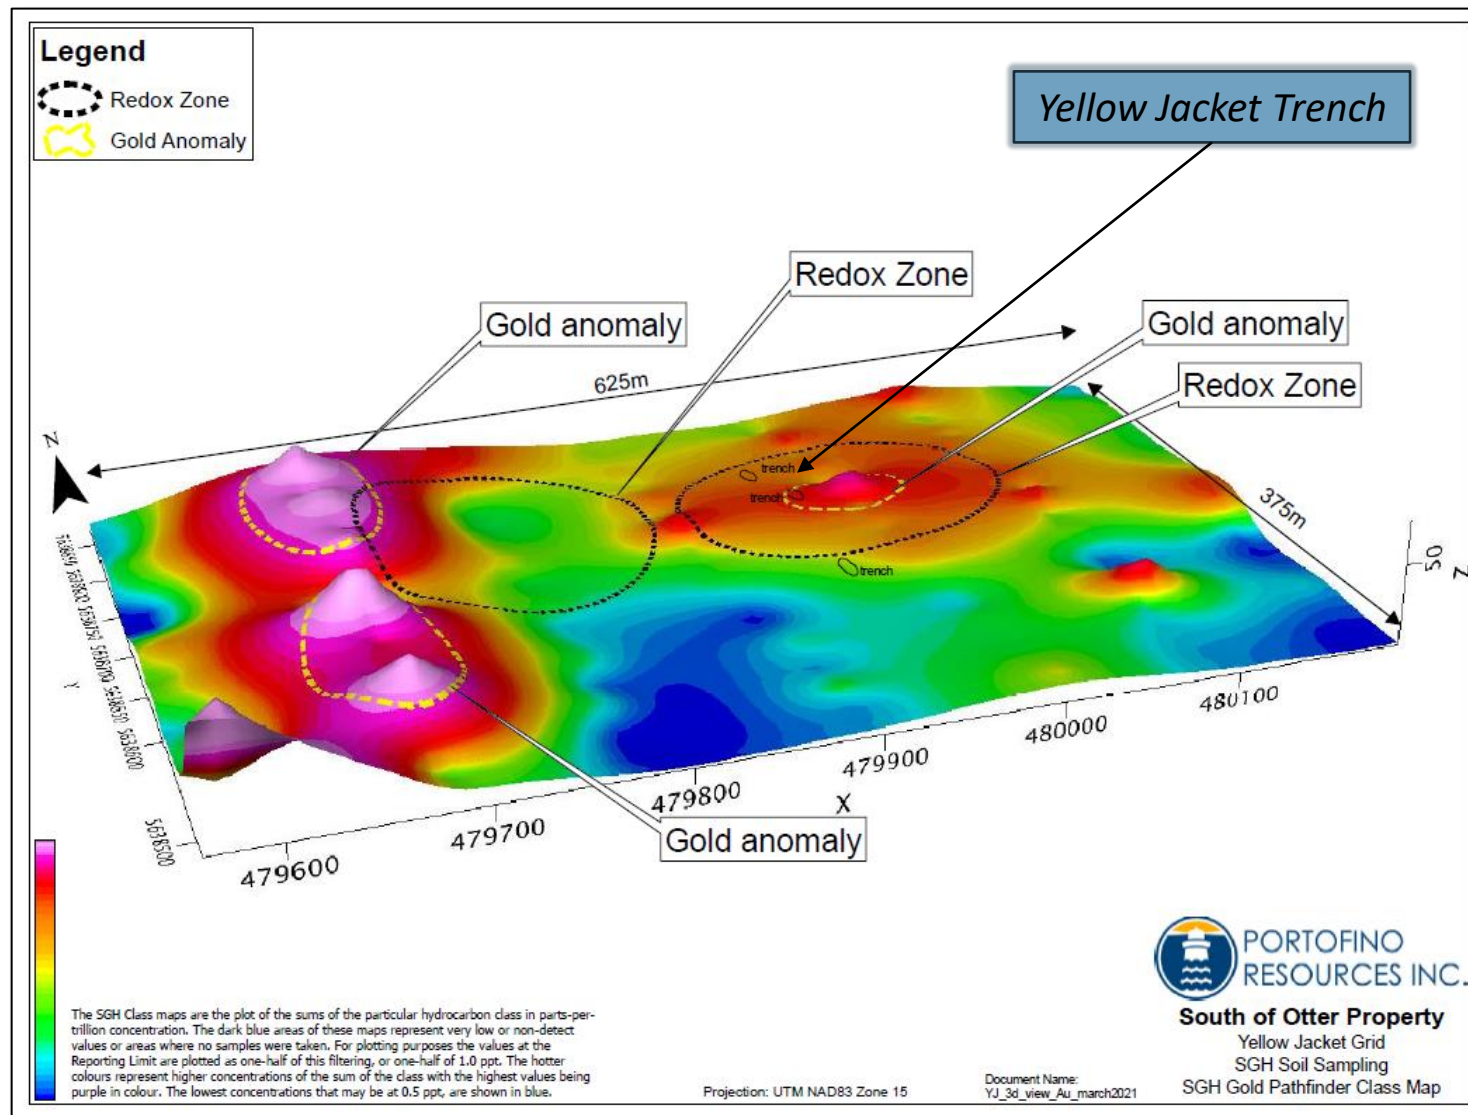 Legend
Redox Zone
Gold Anomaly
Yellow Jacket Trench
Redox Zone
Gold anomaly
Gold anomaly
Redox Zone
625m
375m
trench
trench
trench
N
50
Z
5638600
5638500
Y
479600
479700
479800
479900
480000
480100
X
Gold anomaly
The SGH Class maps are the plot of the sums of the particular hydrocarbon class in parts-per-
trillion concentration. The dark blue areas of these maps represent very low or non-detect
values or areas where no samples were taken. For plotting purposes the values at the
Reporting Limit are plotted as one-half of this filtering, or one-half of 1.0 ppt. The hotter
colours represent higher concentrations of the sum of the class with the highest values being
purple in colour. The lowest concentrations that may be at 0.5 ppt, are shown in blue.
Projection: UTM NAD83 Zone 15
Document Name:
YJ_3d_view_Au_march2021
PORTOFINO
RESOURCES INC.
South of Otter Property
Yellow Jacket Grid
SGH Soil Sampling
SGH Gold Pathfinder Class Map